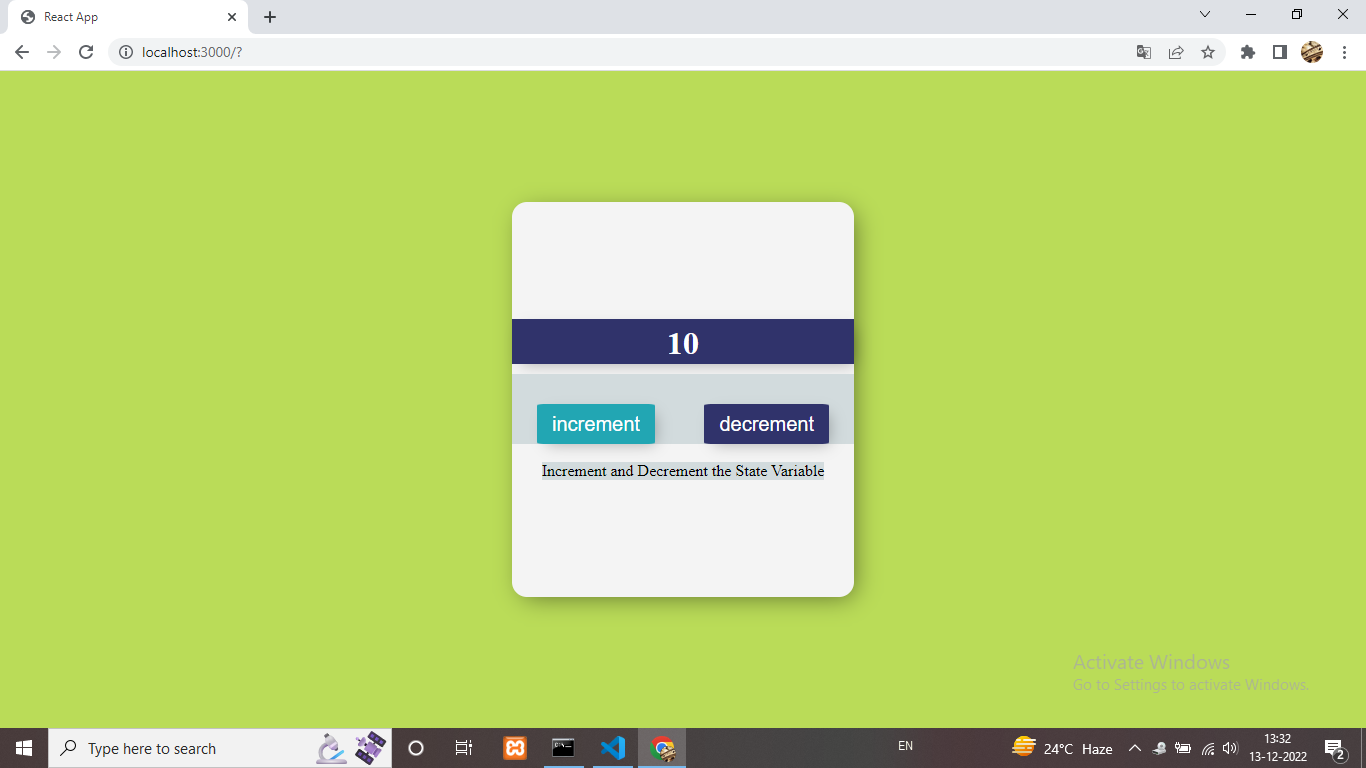 React App
localhost:3000/?
10
increment decrement
Increment and Decrement the State Variable
Activate Windows
Go to Settings to activate Windows.
Type here to search
EN
24°C Haze
13:32
13-12-2022
2